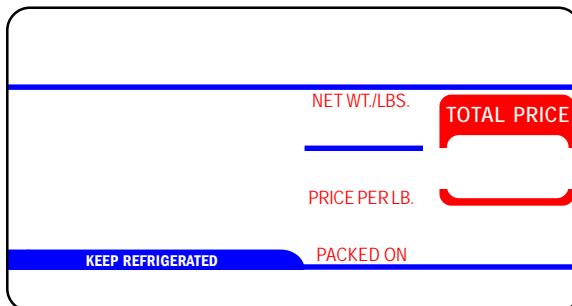 NET WT./LBS.
TOTAL PRICE
PRICE PER LB.
PACKED ON
KEEP REFRIGERATED